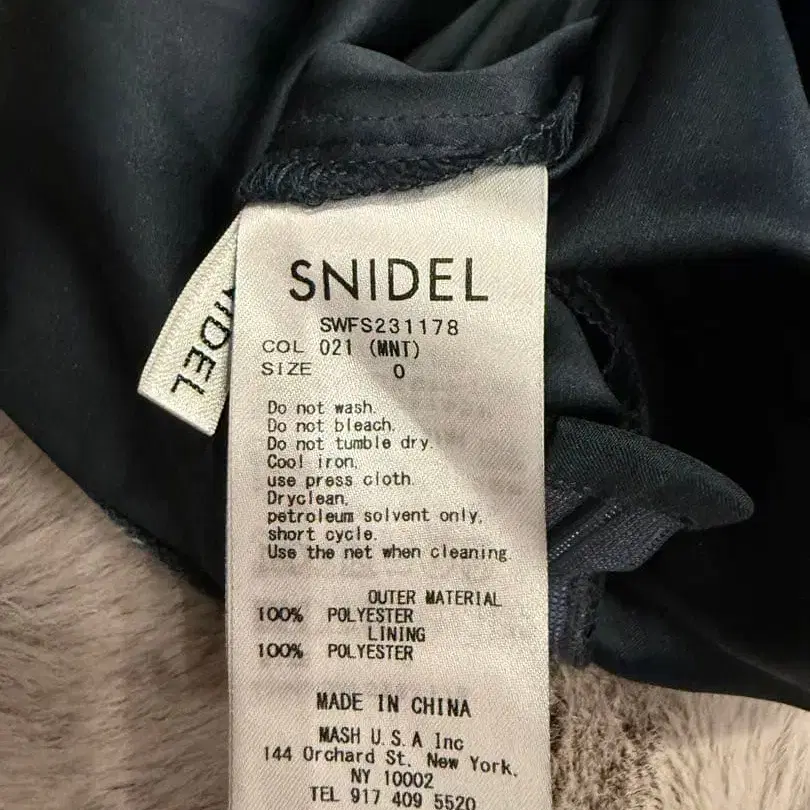 SNIDEL
SWFS231178
COL 021 (MNT)
SIZE 0
Do not wash.
Do not bleach.
Do not tumble dry.
Cool iron,
use press cloth.
Dryclean,
petroleum solvent only,
short cycle.
Use the net when cleaning.
OUTER MATERIAL
100% POLYESTER
LINING
100% POLYESTER
MADE IN CHINA
MASH U.S.A Inc
144 Orchard St. New York,
NY 10002
TEL 917 409 5520
IDEL